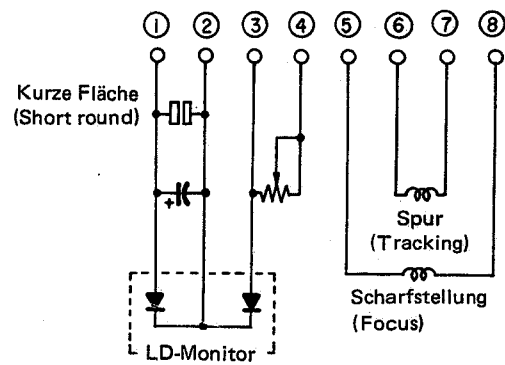 ① ② ③ ④ ⑤ ⑥ ⑦ ⑧
Kurze Fläche
(Short round)
+
Spur
(Tracking)
Scharfstellung
(Focus)
LD-Monitor